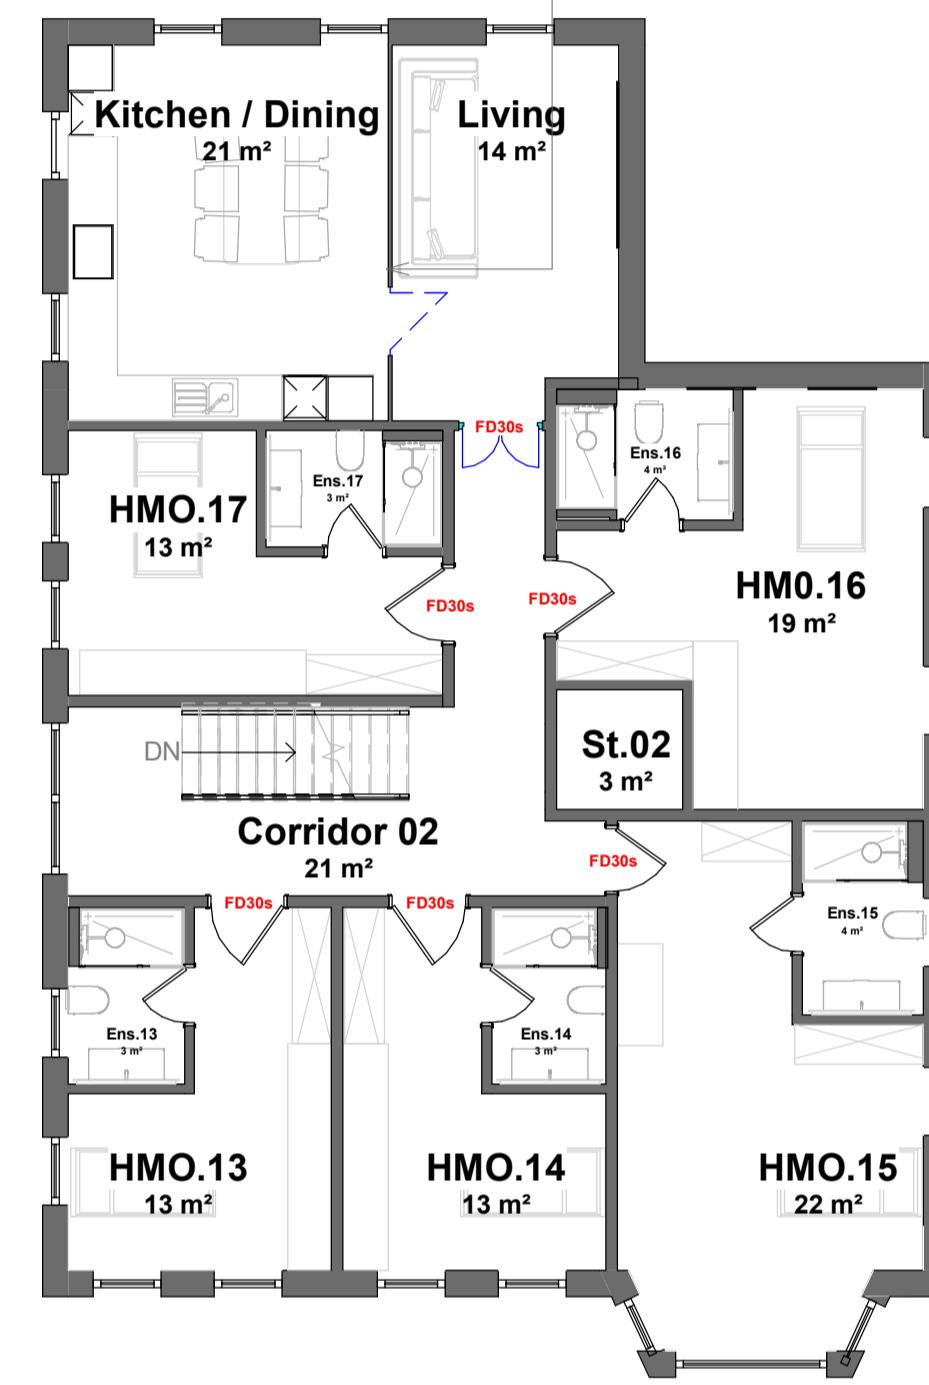 Kitchen / Dining
21 m²
Living
14 m²
FD30s
Ens.17
3 m²
Ens.16
4 m²
HMO.17
13 m²
HM0.16
19 m²
FD30s
FD30s
St.02
3 m²
DN
Corridor 02
21 m²
FD30s
FD30s
FD30s
Ens.15
4 m²
Ens.13
3 m²
Ens.14
3 m²
HMO.13
13 m²
HMO.14
13 m²
HMO.15
22 m²